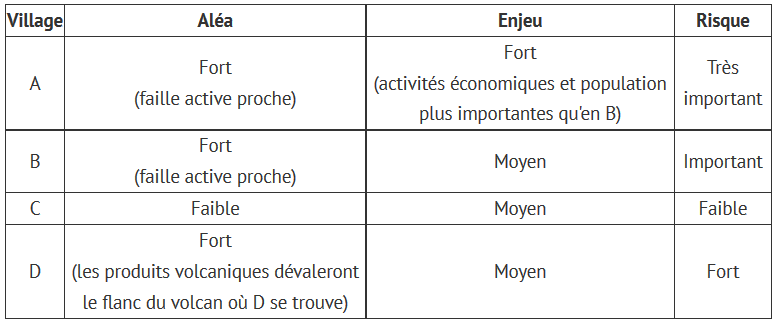 Village Aléa Enjeu Risque
A
Fort
(faille active proche)
Fort
(activités économiques et population
plus importantes qu'en B)
Très
important
B
Fort
(faille active proche)
Moyen
Important
C Faible Moyen Faible
D
Fort
(les produits volcaniques dévaleront
le flanc du volcan où D se trouve)
Moyen
Fort